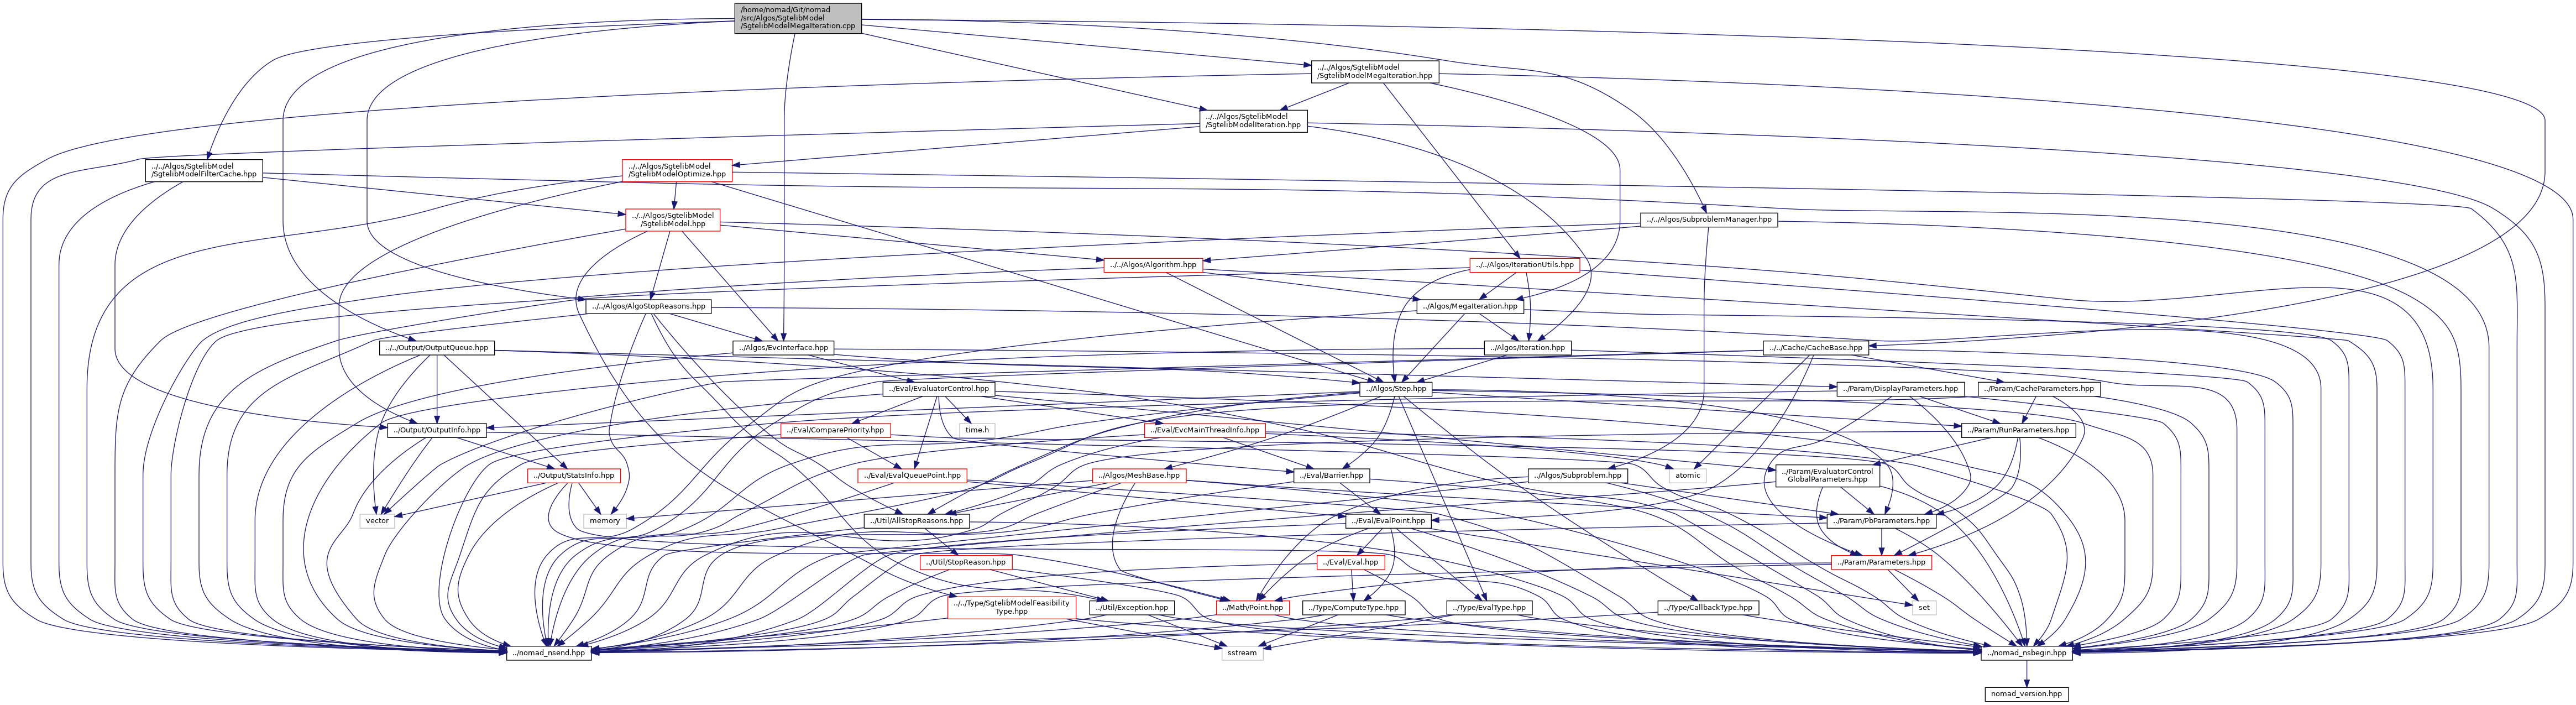 /home/nomad/Git/nomad
/src/Algos/SgtelibModel
/SgtelibModelMegaIteration.cpp
../../Algos/SgtelibModel
/SgtelibModelMegaIteration.hpp
../../Algos/SgtelibModel
/SgtelibModelIteration.hpp
../../Algos/SgtelibModel
/SgtelibModelFilterCache.hpp
../../Algos/SgtelibModel
/SgtelibModelOptimize.hpp
../../Algos/SgtelibModel
/SgtelibModel.hpp
../../Algos/SubproblemManager.hpp
../../Algos/Algorithm.hpp
../../Algos/IterationUtils.hpp
../../Algos/AlgoStopReasons.hpp
../Algos/MegaIteration.hpp
../../Output/OutputQueue.hpp
../Algos/EvcInterface.hpp
../Algos/Iteration.hpp
../../Cache/CacheBase.hpp
../Eval/EvaluatorControl.hpp
../Algos/Step.hpp
../Param/DisplayParameters.hpp
../Param/CacheParameters.hpp
../Output/OutputInfo.hpp
../Eval/ComparePriority.hpp
time.h
../Eval/EvcMainThreadInfo.hpp
../Param/RunParameters.hpp
../Output/StatsInfo.hpp
../Eval/EvalQueuePoint.hpp
../Algos/MeshBase.hpp
../Eval/Barrier.hpp
../Algos/Subproblem.hpp
atomic
../Param/EvaluatorControl
GlobalParameters.hpp
vector
memory
../Util/AllStopReasons.hpp
../Eval/EvalPoint.hpp
../Param/PbParameters.hpp
../Util/StopReason.hpp
../Eval/Eval.hpp
../Param/Parameters.hpp
../../Type/SgtelibModelFeasibility
Type.hpp
../Util/Exception.hpp
../Math/Point.hpp
../Type/ComputeType.hpp
../Type/EvalType.hpp
../Type/CallbackType.hpp
set
../nomad_nsend.hpp
sstream
../nomad_nsbegin.hpp
nomad_version.hpp